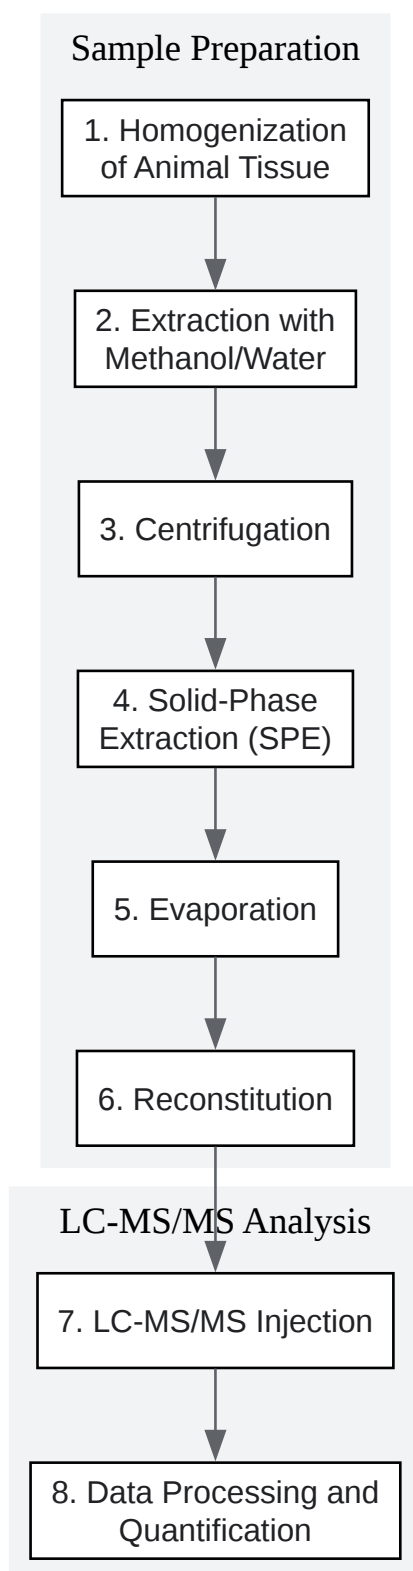 Sample Preparation
1. Homogenization
of Animal Tissue
2. Extraction with
Methanol/Water
3. Centrifugation
4. Solid-Phase
Extraction (SPE)
5. Evaporation
6. Reconstitution
LC-MS/MS Analysis
7. LC-MS/MS Injection
8. Data Processing and
Quantification